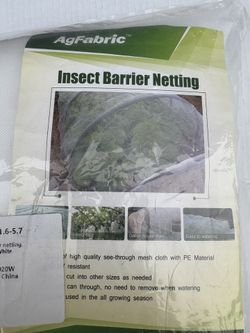 AgFabric™
Insect Barrier Netting
1.6-5.7
netting,
White
020W
China
of high quality see-through mesh cloth with PE Material
resistant
cut into other sizes as needed
can through, no need to remove when watering
used in the all growing season